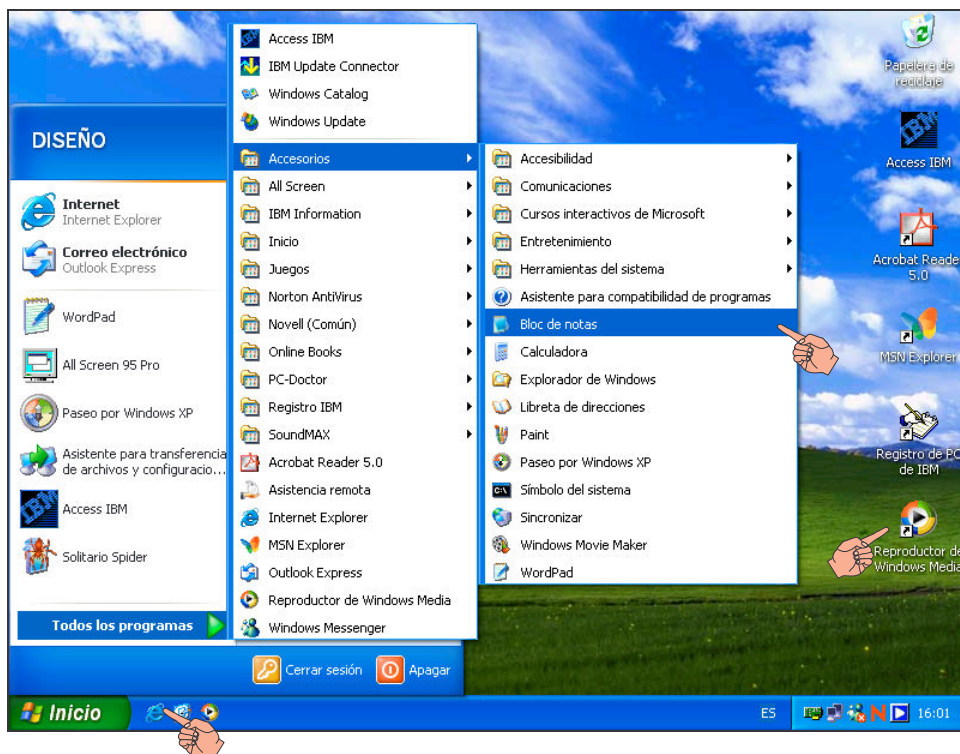 DISEÑO
Internet
Internet Explorer
Correo electrónico
Outlook Express
WordPad
All Screen 95 Pro
Paseo por Windows XP
Asistente para transferencia
de archivos y configuracio...
Access IBM
Solitario Spider
Todos los programas
Access IBM
IBM Update Connector
Windows Catalog
Windows Update
Accesorios
All Screen
IBM Information
Inicio
Juegos
Norton AntiVirus
Novell (Común)
Online Books
PC-Doctor
Registro IBM
SoundMAX
Acrobat Reader 5.0
Asistencia remota
Internet Explorer
MSN Explorer
Outlook Express
Reproductor de Windows Media
Windows Messenger
Accesibilidad
Comunicaciones
Cursos interactivos de Microsoft
Entretenimiento
Herramientas del sistema
Asistente para compatibilidad de programas
Bloc de notas
Calculadora
Explorador de Windows
Libreta de direcciones
Paint
Paseo por Windows XP
Símbolo del sistema
Sincronizar
Windows Movie Maker
WordPad
Papelera de
reciclaje
IBM
Access IBM
Acrobat Reade
5.0
MSN Explorer
Registro de PC
de IBM
Reproductor de
Windows Media
Cerrar sesión
Apagar
Inicio
ES
16:01